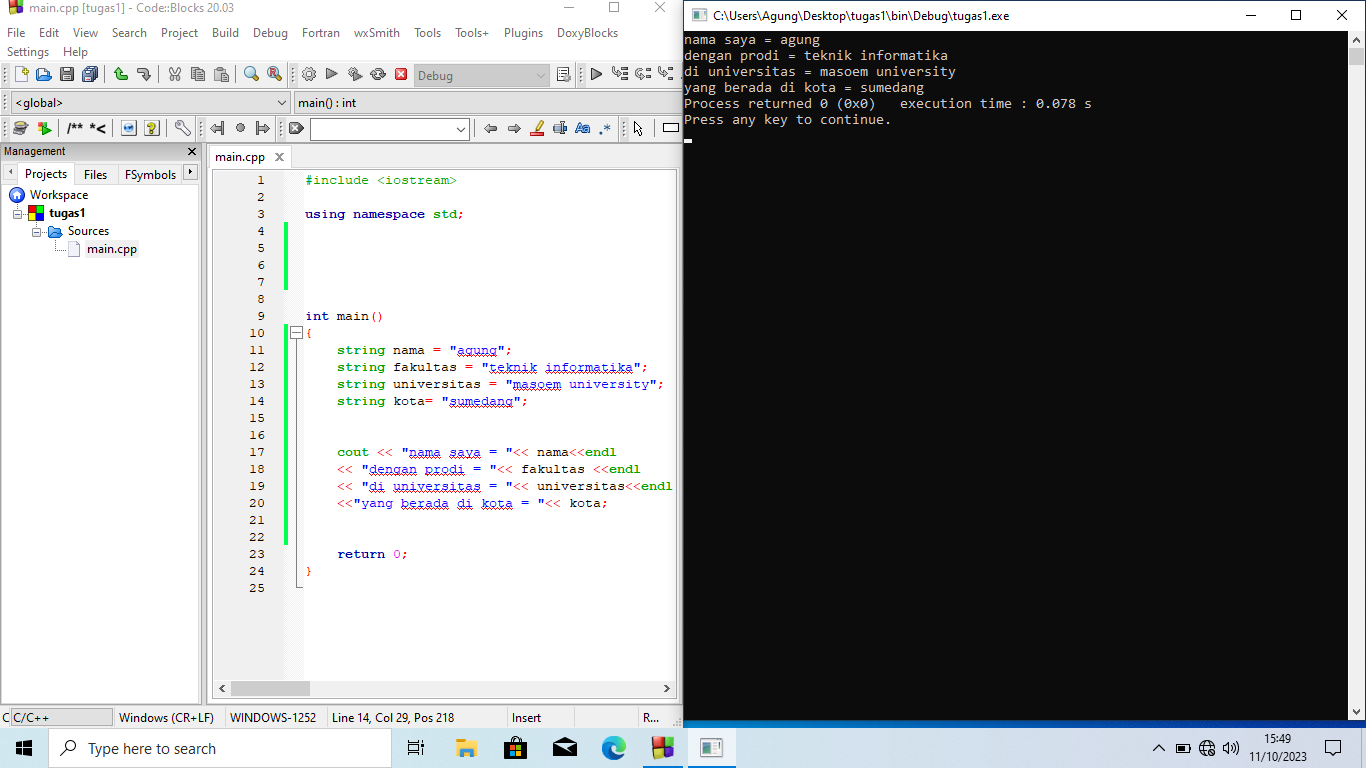 main.cpp [tugas1] - Code::Blocks 20.03
File Edit View Search Project Build Debug Fortran wxSmith Tools Tools+ Plugins DoxyBlocks
Settings Help
Debug
<global> main() : int
/** *<
Aa .*
Management
Projects Files FSymbols
Workspace
tugas1
Sources
main.cpp
main.cpp
1 #include <iostream>
2
3 using namespace std;
4
5
6
7
8
9 int main()
10 {
11 string nama = "agung";
12 string fakultas = "teknik informatika";
13 string universitas = "masoem university";
14 string kota= "sumedang";
15
16
17 cout << "nama saya = "<< nama<<endl
18 << "dengan prodi = "<< fakultas <<endl
19 << "di universitas = "<< universitas<<endl
20 <<"yang berada di kota = "<< kota;
21
22
23 return 0;
24 }
25
C C/C++ Windows (CR+LF) WINDOWS-1252 Line 14, Col 29, Pos 218 Insert R...
C:\Users\Agung\Desktop\tugas1\bin\Debug\tugas1.exe
nama saya = agung
dengan prodi = teknik informatika
di universitas = masoem university
yang berada di kota = sumedang
Process returned 0 (0x0)   execution time : 0.078 s
Press any key to continue.
Type here to search
15:49
11/10/2023